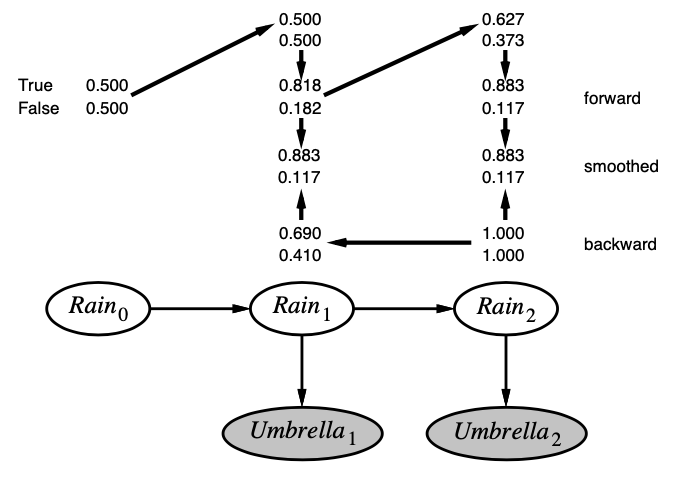 0.500 0.627
0.500 0.373
True 0.500 0.818 0.883
False 0.500 0.182 0.117 forward
0.883 0.883
0.117 0.117 smoothed
0.690 1.000
0.410 1.000 backward
Rain0 Rain1 Rain2
Umbrella1 Umbrella2